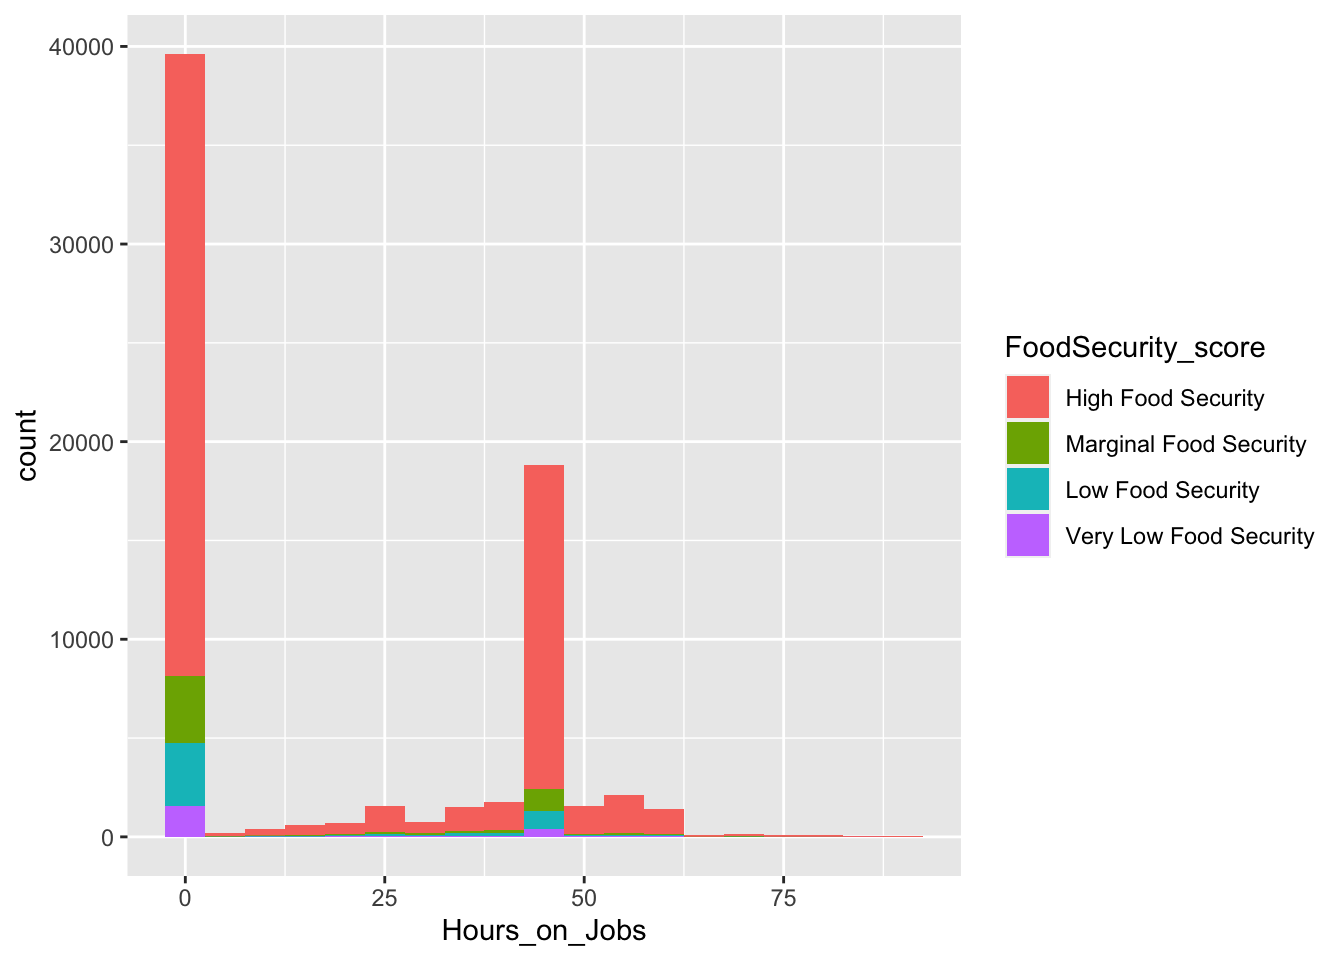 40000
30000
20000
10000
0
count
0 25 50 75
Hours_on_Jobs
FoodSecurity_score
High Food Security
Marginal Food Security
Low Food Security
Very Low Food Security